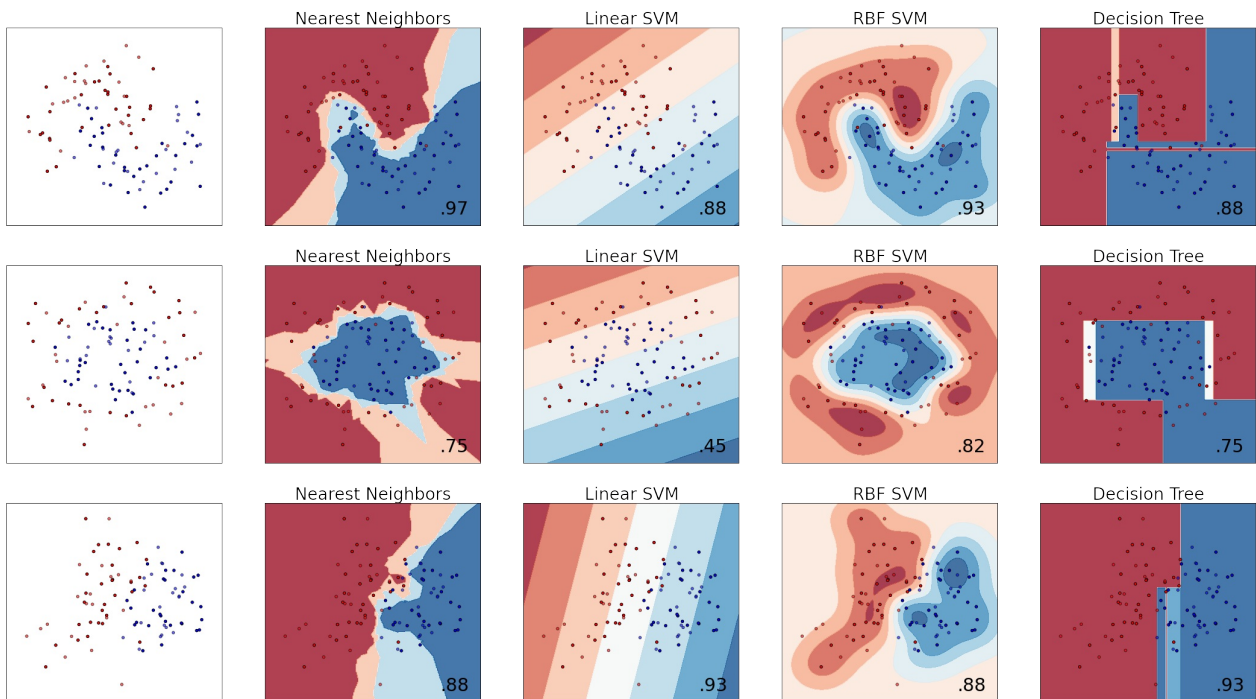 Nearest Neighbors Linear SVM RBF SVM Decision Tree
.97 .88 .93 .88
Nearest Neighbors Linear SVM RBF SVM Decision Tree
.75 .45 .82 .75
Nearest Neighbors Linear SVM RBF SVM Decision Tree
.88 .93 .88 .93